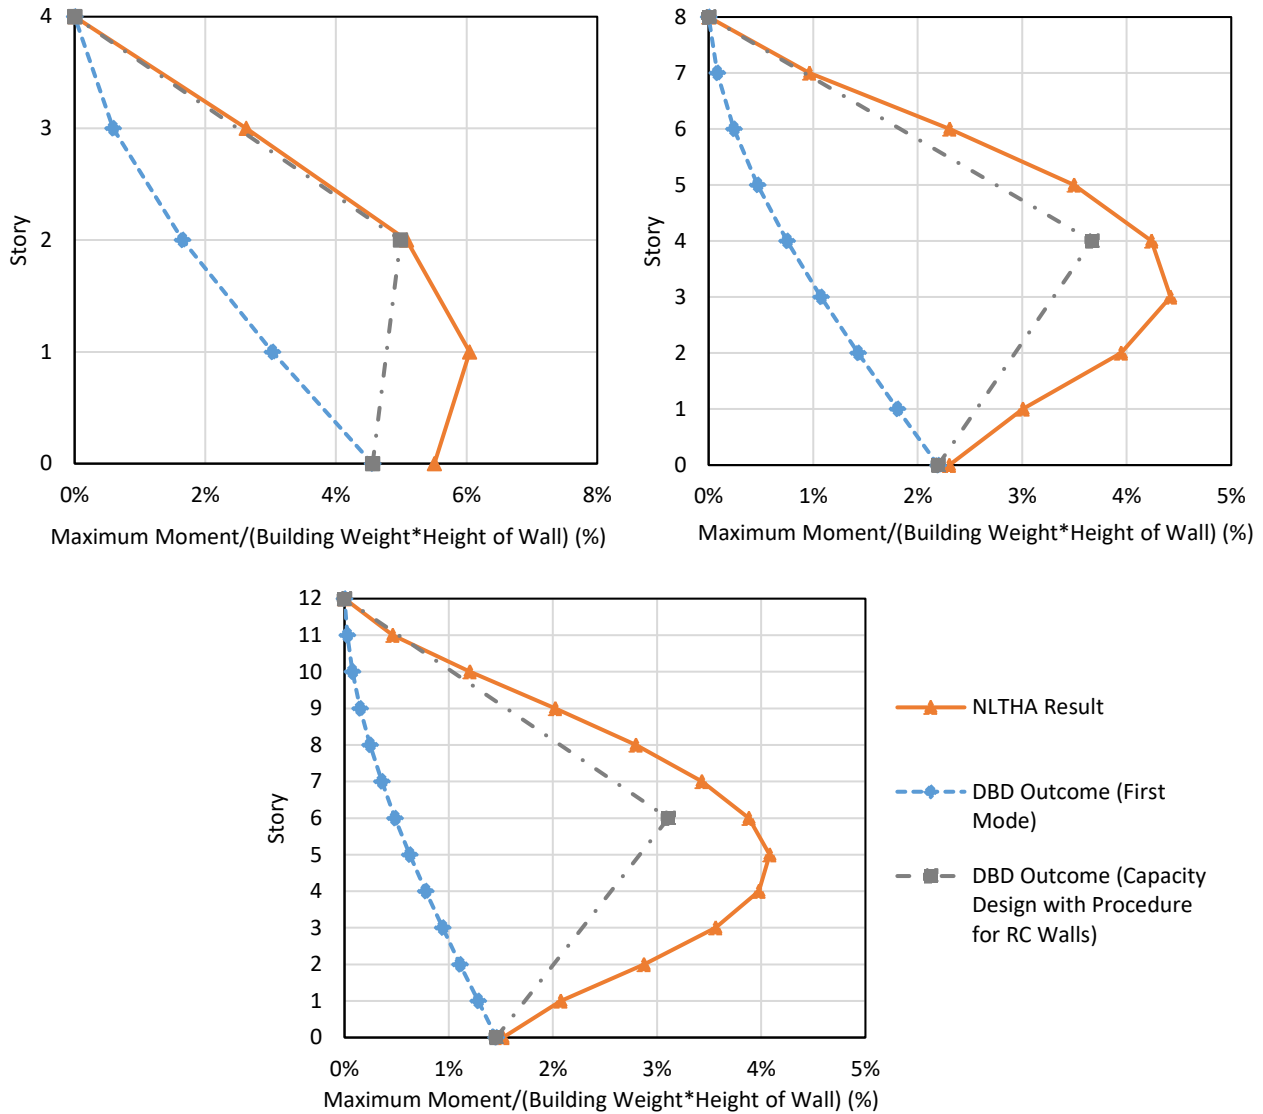 4
3
2
1
0
Story
0% 2% 4% 6% 8%
Maximum Moment/(Building Weight*Height of Wall) (%)
8
7
6
5
4
3
2
1
0
Story
0% 1% 2% 3% 4% 5%
Maximum Moment/(Building Weight*Height of Wall) (%)
12
11
10
9
8
7
6
5
4
3
2
1
0
Story
0% 1% 2% 3% 4% 5%
Maximum Moment/(Building Weight*Height of Wall) (%)
NLTHA Result
DBD Outcome (First
Mode)
DBD Outcome (Capacity
Design with Procedure
for RC Walls)